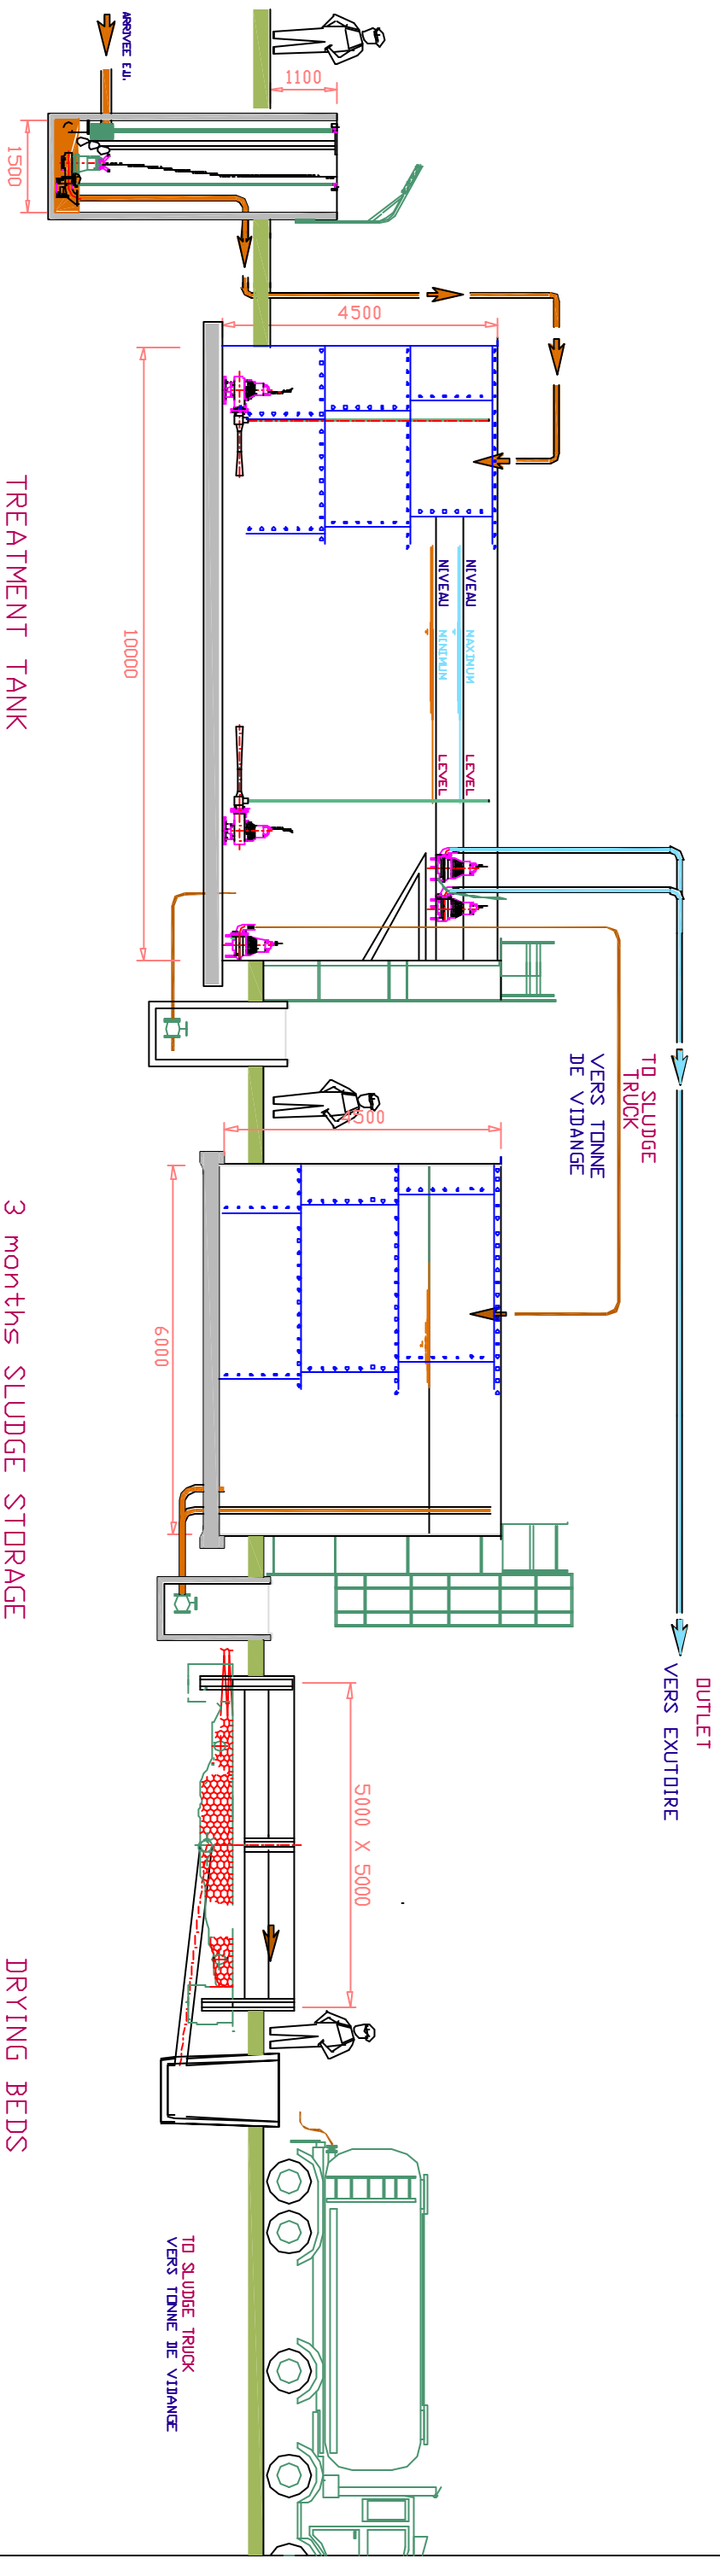 ARRIVEE E.U.
1100
1500
4500
10000
NIVEAU MAXIMUM LEVEL
NIVEAU MINIMUM LEVEL
TREATMENT TANK
TO SLUDGE
TRUCK
VERS TONNE
DE VIDANGE
4500
6000
3 months SLUDGE STORAGE
OUTLET
VERS EXUTOIRE
5000 X 5000
DRYING BEDS
TO SLUDGE TRUCK
VERS TONNE DE VIDANGE